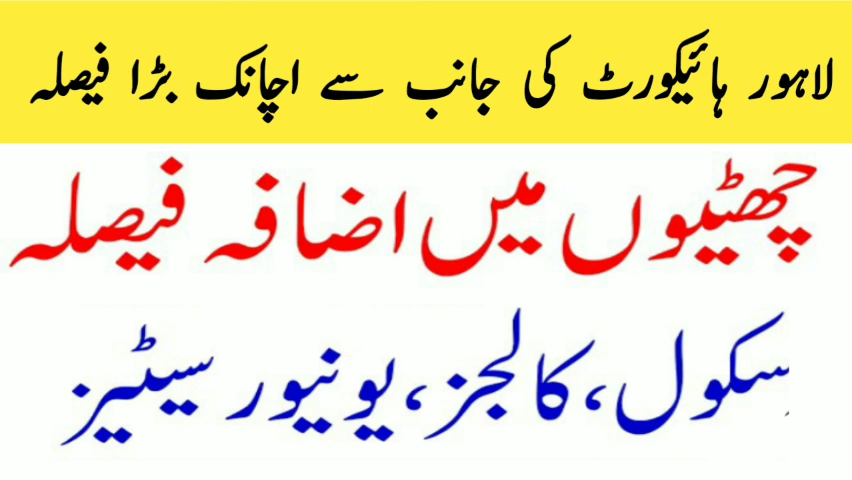 لاہور ہائیکورٹ کی جانب سے اچانک بڑا فیصلہ
چھٹیوں میں اضافہ فیصلہ
سکول، کالجز، یونیورسیٹیز